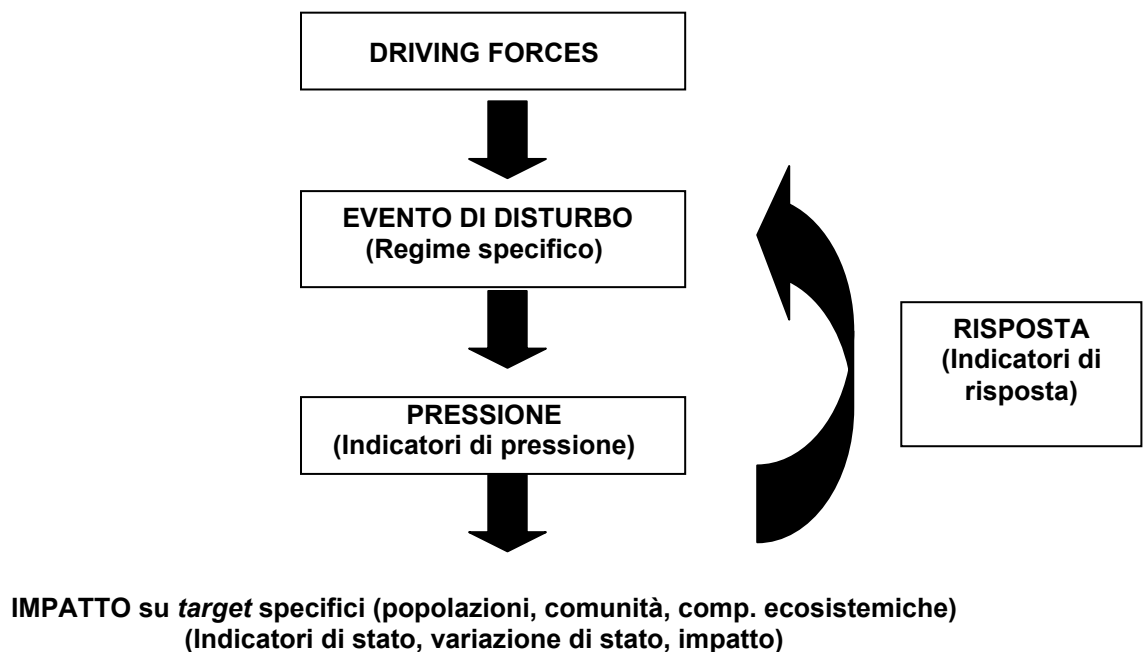 DRIVING FORCES
EVENTO DI DISTURBO
(Regime specifico)
PRESSIONE
(Indicatori di pressione)
RISPOSTA
(Indicatori di
risposta)
IMPATTO su target specifici (popolazioni, comunità, comp. ecosistemiche)
(Indicatori di stato, variazione di stato, impatto)